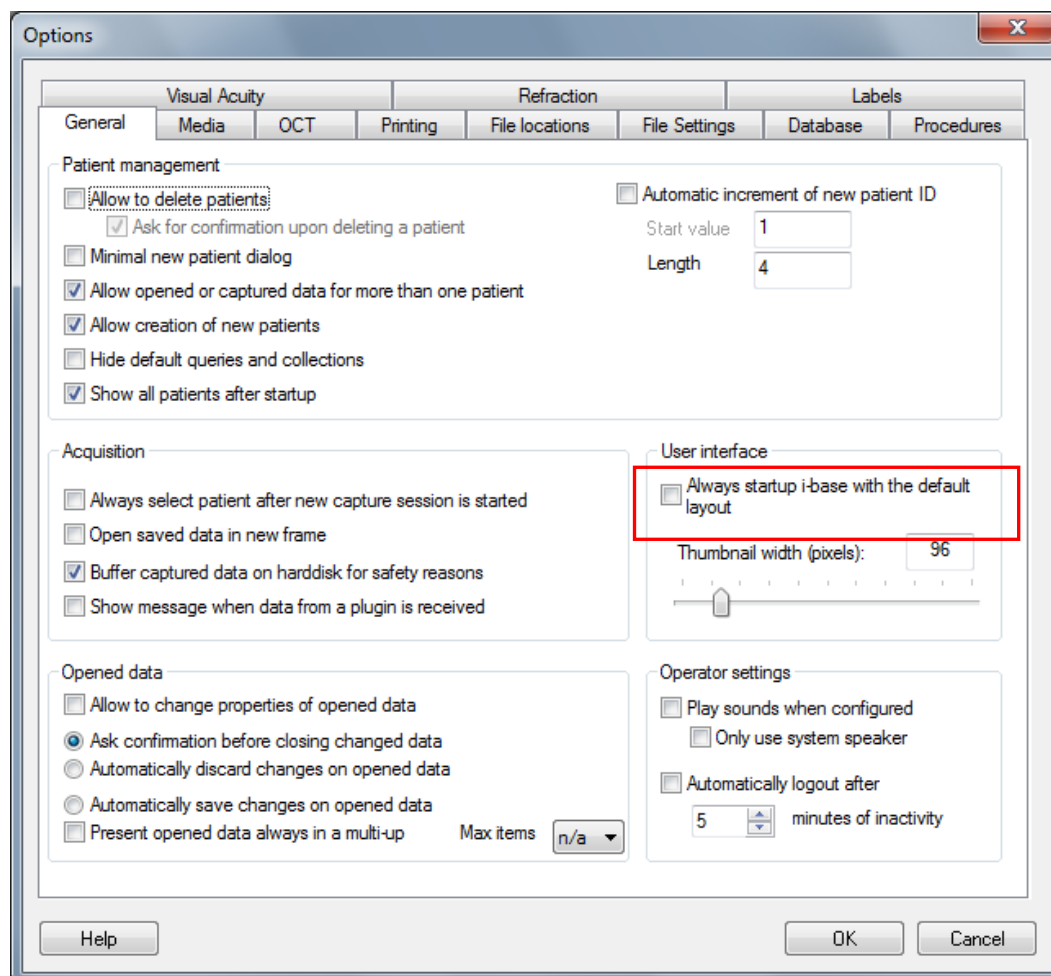 Options
Visual Acuity
Refraction
Labels
General
Media
OCT
Printing
File locations
File Settings
Database
Procedures
Patient management
Allow to delete patients
Ask for confirmation upon deleting a patient
Minimal new patient dialog
Allow opened or captured data for more than one patient
Allow creation of new patients
Hide default queries and collections
Show all patients after startup
Automatic increment of new patient ID
Start value 1
Length 4
Acquisition
Always select patient after new capture session is started
Open saved data in new frame
Buffer captured data on harddisk for safety reasons
Show message when data from a plugin is received
User interface
Always startup i-base with the default
layout
Thumbnail width (pixels): 96
Opened data
Allow to change properties of opened data
Ask confirmation before closing changed data
Automatically discard changes on opened data
Automatically save changes on opened data
Present opened data always in a multi-up Max items n/a
Operator settings
Play sounds when configured
Only use system speaker
Automatically logout after
5 minutes of inactivity
Help
OK
Cancel